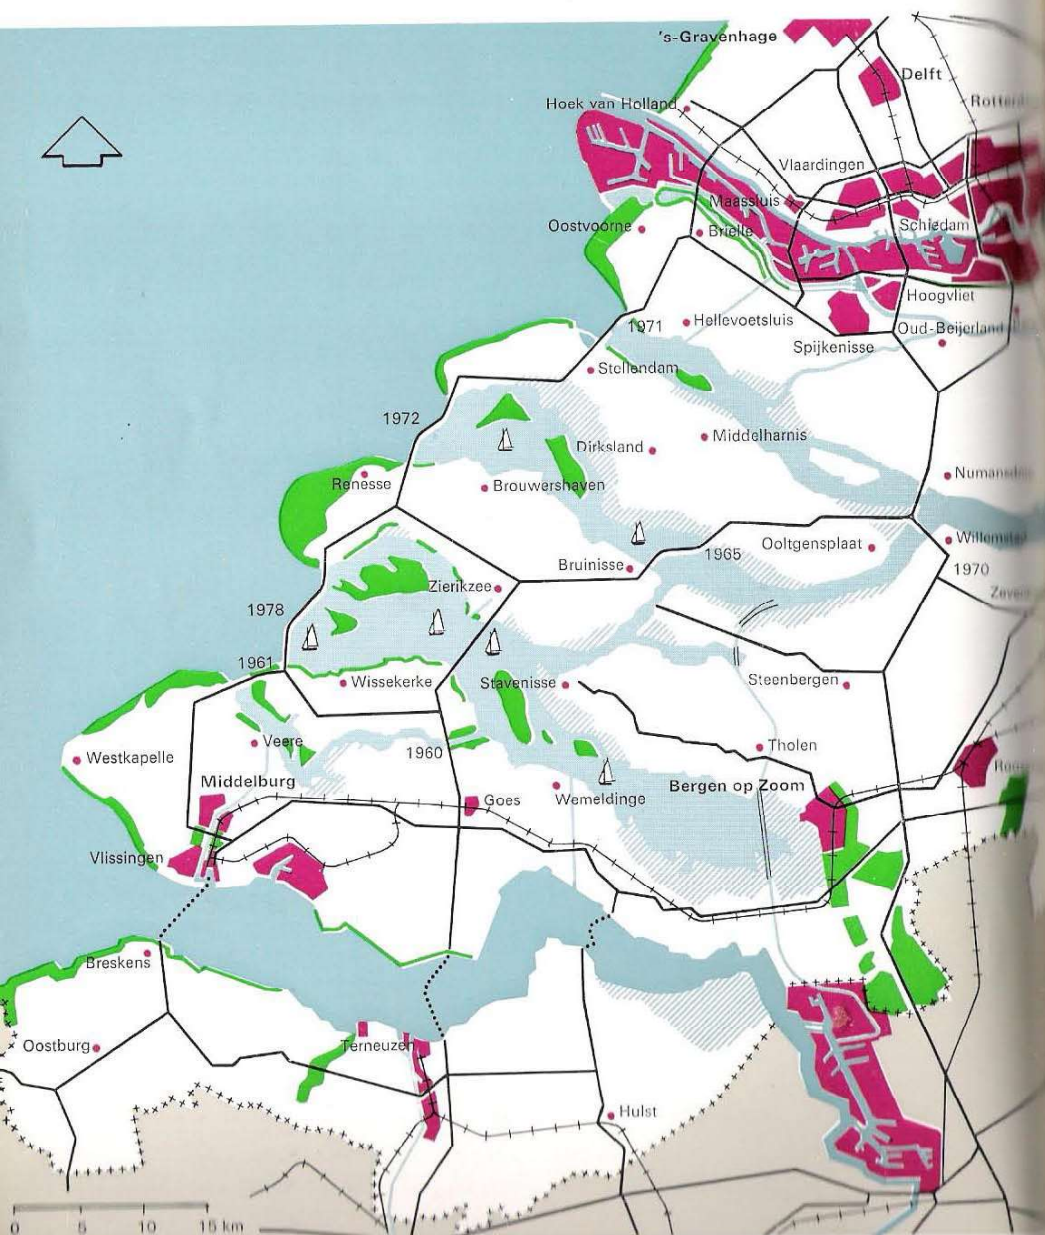 's-Gravenhage
Delft
Hoek van Holland
Vlaardingen
Maassluis
Oostvoorne
Brielle
Schiedam
Hoogvliet
1971
Hellevoetsluis
Oud-Beijerland
Spijkenisse
Stellendam
1972
Middelharnis
Dirksland
Renesse
Brouwershaven
Ooltgensplaat
1965
Bruinisse
1970
Zierikzee
1978
1961
Wissekerke
Stavenisse
Steenbergen
Veere
1960
Tholen
Westkapelle
Middelburg
Bergen op Zoom
Goes
Wemeldinge
Vlissingen
Breskens
Oostburg
Terneuzen
Hulst
0 5 10 15 km